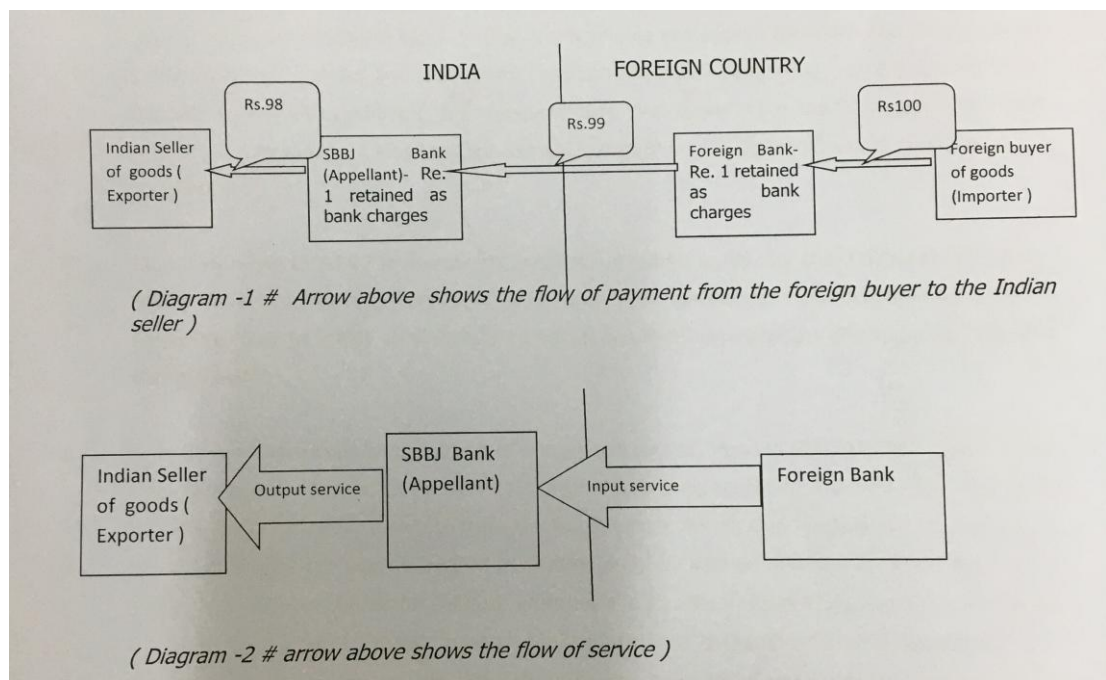 INDIA
FOREIGN COUNTRY
Rs.98
Rs.99
Rs100
Indian Seller
of goods (
Exporter )
SBBJ Bank
(Appellant)- Re.
1 retained as
bank charges
Foreign Bank-
Re. 1 retained
as bank
charges
Foreign buyer
of goods
(Importer )
( Diagram -1 # Arrow above shows the flow of payment from the foreign buyer to the Indian
seller )
Indian Seller
of goods (
Exporter )
Output service
SBBJ Bank
(Appellant)
Input service
Foreign Bank
( Diagram -2 # arrow above shows the flow of service )